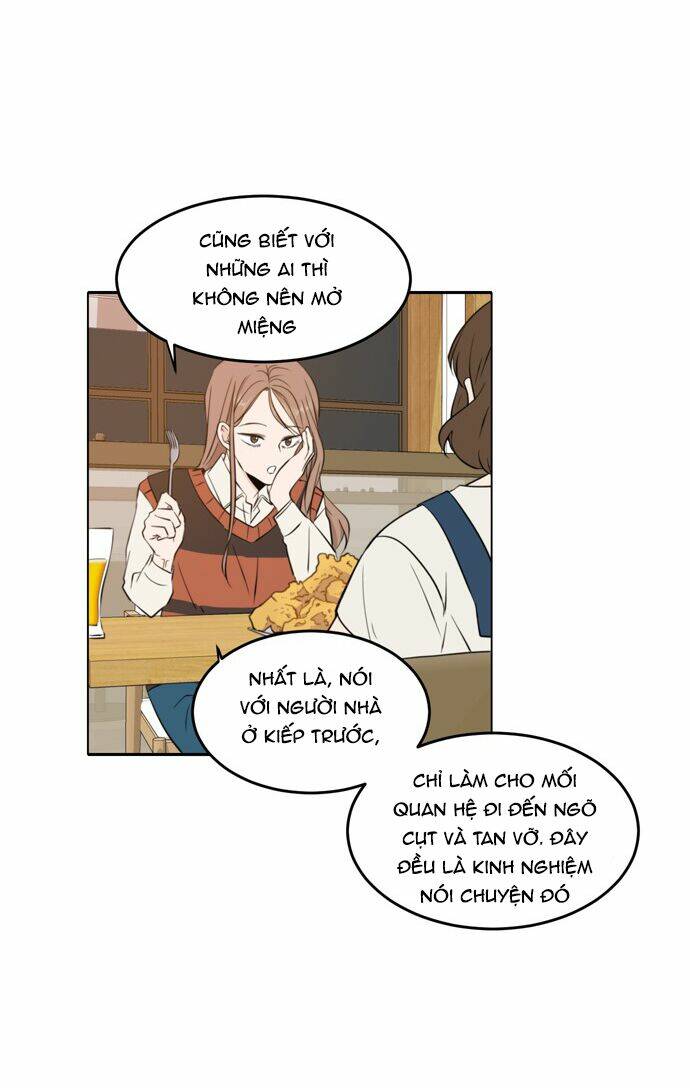 CŨNG BIẾT VỚI
NHỮNG AI THÌ
KHÔNG NÊN MỞ
MIỆNG
NHẤT LÀ, NÓI
VỚI NGƯỜI NHÀ
Ở KIẾP TRƯỚC,
CHỈ LÀM CHO MỐI
QUAN HỆ ĐI ĐẾN NGÕ
CỤT VÀ TAN VỠ. ĐÂY
ĐỀU LÀ KINH NGHIỆM
NÓI CHUYỆN ĐÓ